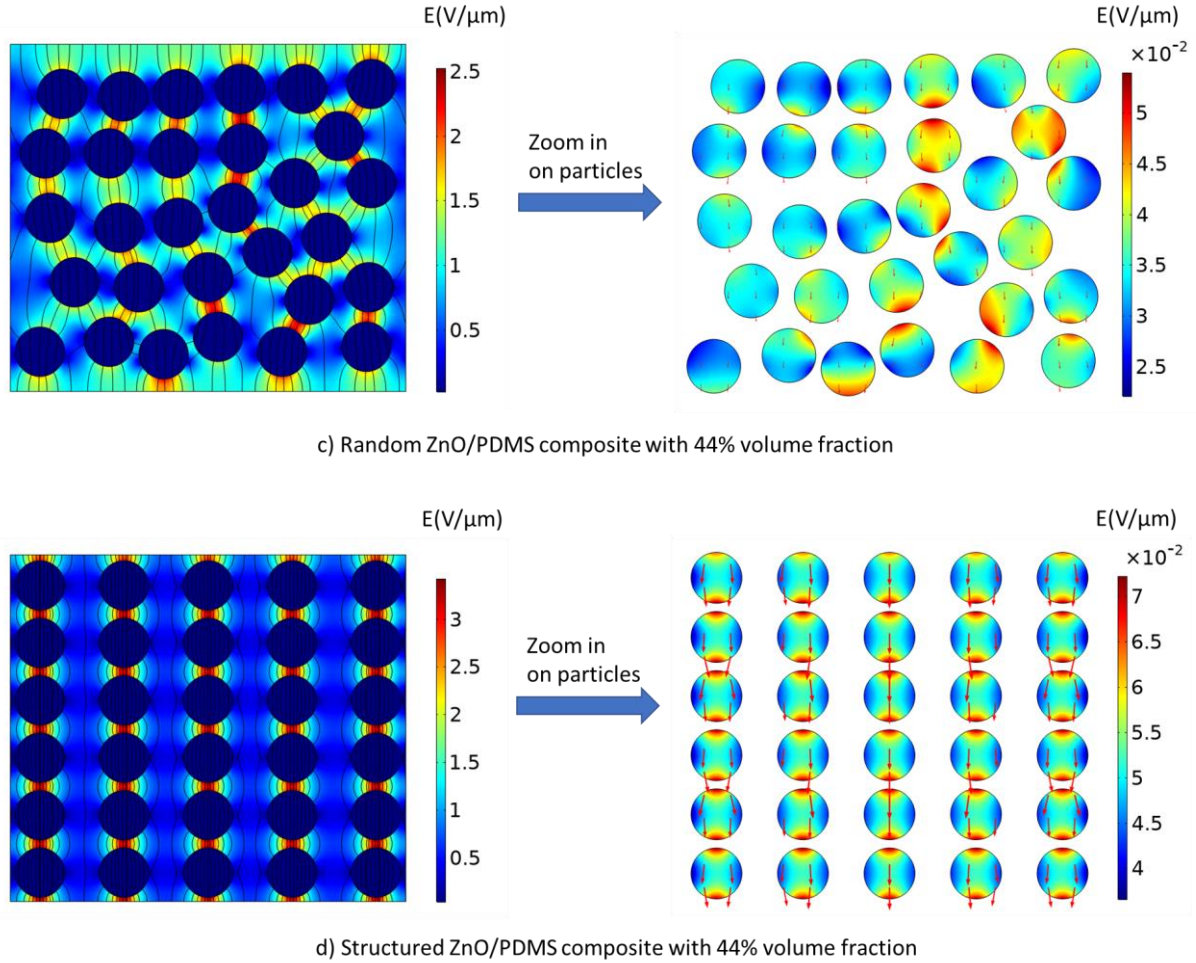 E(V/μm)
2.5
2
1.5
1
0.5
Zoom in
on particles
E(V/μm)
×10⁻²
5
4.5
4
3.5
3
2.5
c) Random ZnO/PDMS composite with 44% volume fraction
E(V/μm)
3
2.5
2
1.5
1
0.5
Zoom in
on particles
E(V/μm)
×10⁻²
7
6.5
6
5.5
5
4.5
4
d) Structured ZnO/PDMS composite with 44% volume fraction